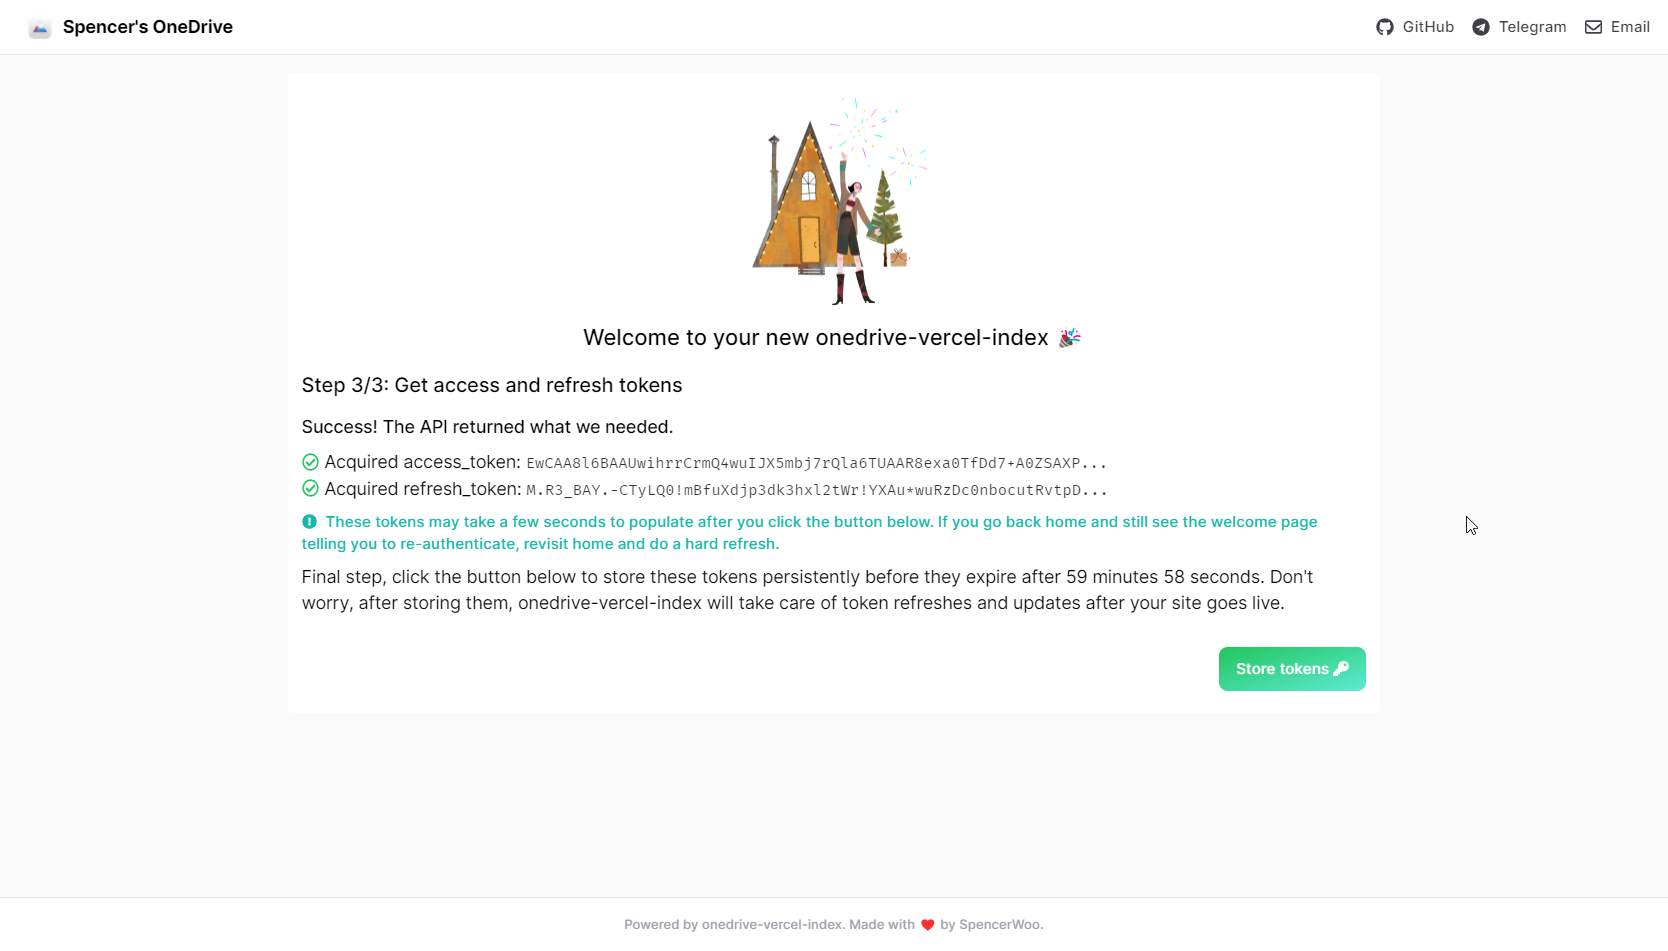 Spencer's OneDrive
GitHub
Telegram
Email
Welcome to your new onedrive-vercel-index 🎉
Step 3/3: Get access and refresh tokens
Success! The API returned what we needed.
Acquired access_token: EwCAA8l6BAAUwihrrCrmQ4wuIJX5mbj7rQla6TUAAR8exa0TfDd7+A0ZSAXP...
Acquired refresh_token: M.R3_BAY.-CTyLQ0!mBfuXdjp3dk3hxl2tWr!YXAu*wuRzDc0nbocutRvtpD...
These tokens may take a few seconds to populate after you click the button below. If you go back home and still see the welcome page
telling you to re-authenticate, revisit home and do a hard refresh.
Final step, click the button below to store these tokens persistently before they expire after 59 minutes 58 seconds. Don't
worry, after storing them, onedrive-vercel-index will take care of token refreshes and updates after your site goes live.
Store tokens
Powered by onedrive-vercel-index. Made with ❤ by SpencerWoo.